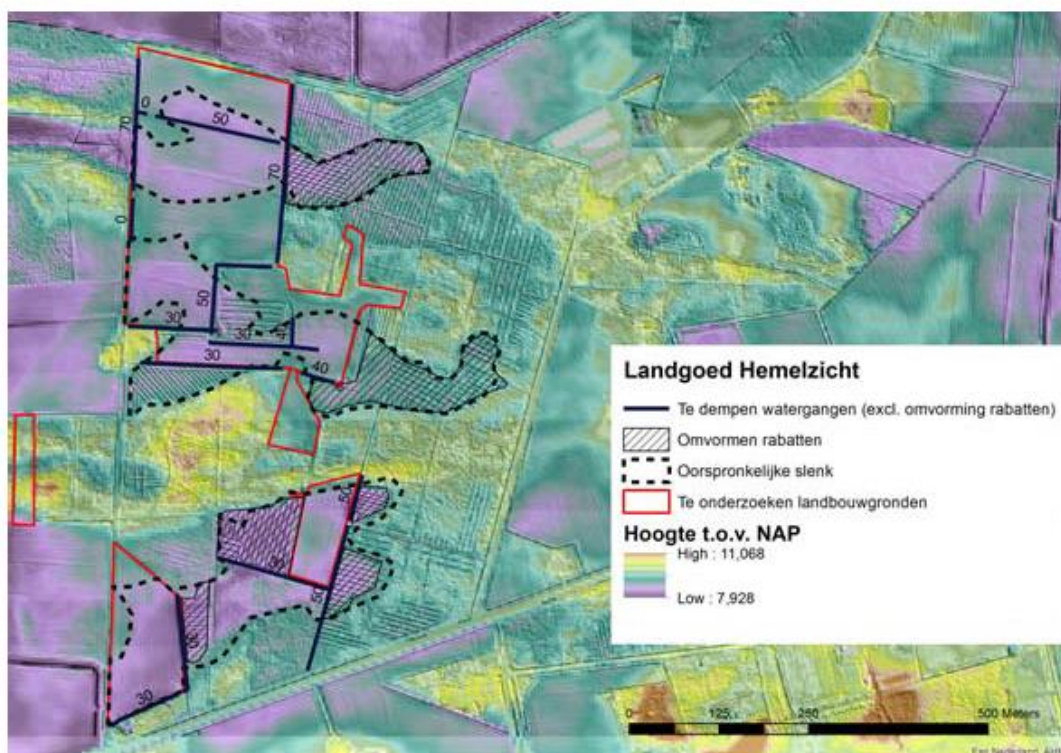 0
50
70
70
0
50
30
30
40
30
40
Landgoed Hemelzicht
Te dempen watergangen (excl. omvorming rabatten)
Omvormen rabatten
Oorspronkelijke slenk
Te onderzoeken landbouwgronden
Hoogte t.o.v. NAP
High : 11,068
Low : 7,928
50
30
50
50
30
0 125 250 500 Meters